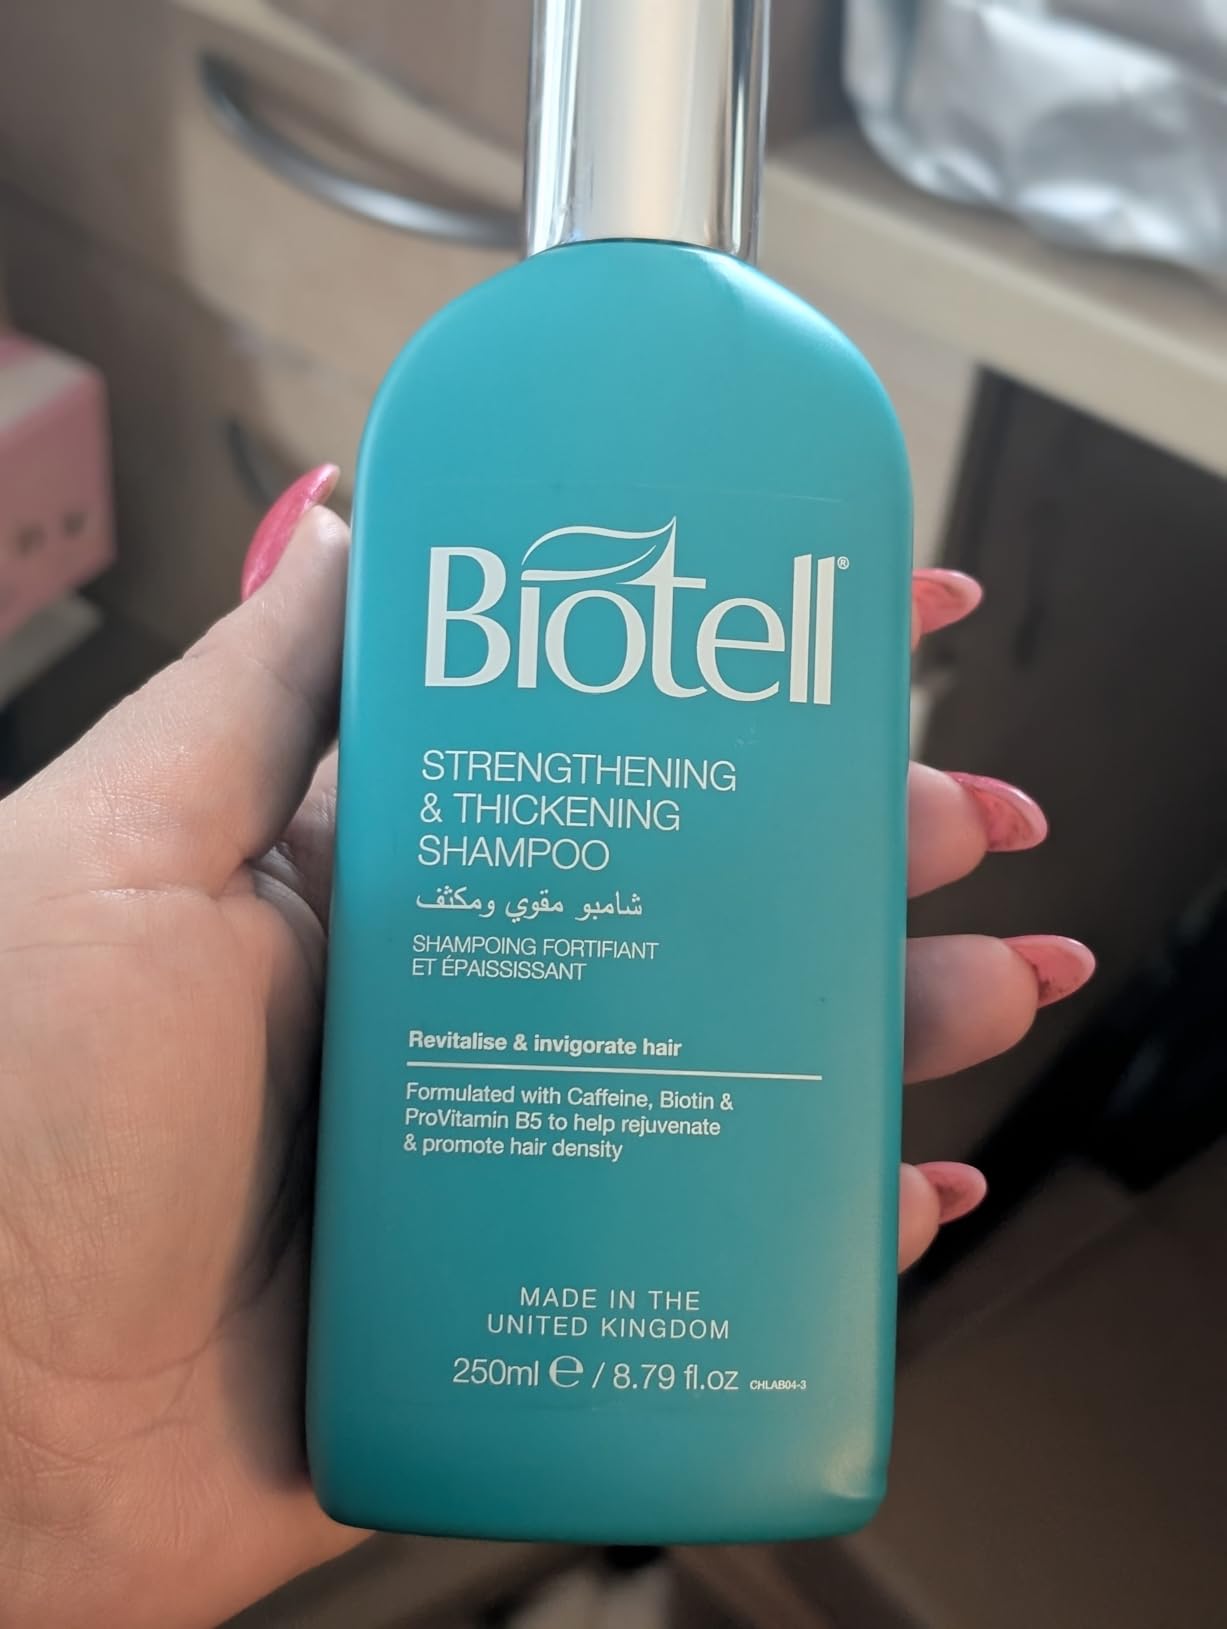 Biotell®
STRENGTHENING
& THICKENING
SHAMPOO
شامبو مقوي ومكثف
SHAMPOING FORTIFIANT
ET ÉPAISSISSANT
Revitalise & invigorate hair
Formulated with Caffeine, Biotin &
ProVitamin B5 to help rejuvenate
& promote hair density
MADE IN THE
UNITED KINGDOM
250ml ℮ / 8.79 fl.oz CHLAB04-3